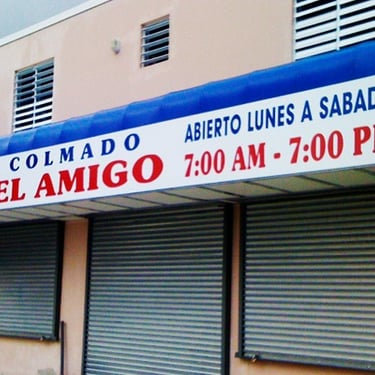 COLMADO
EL AMIGO
ABIERTO LUNES A SABAD
7:00 AM - 7:00 P